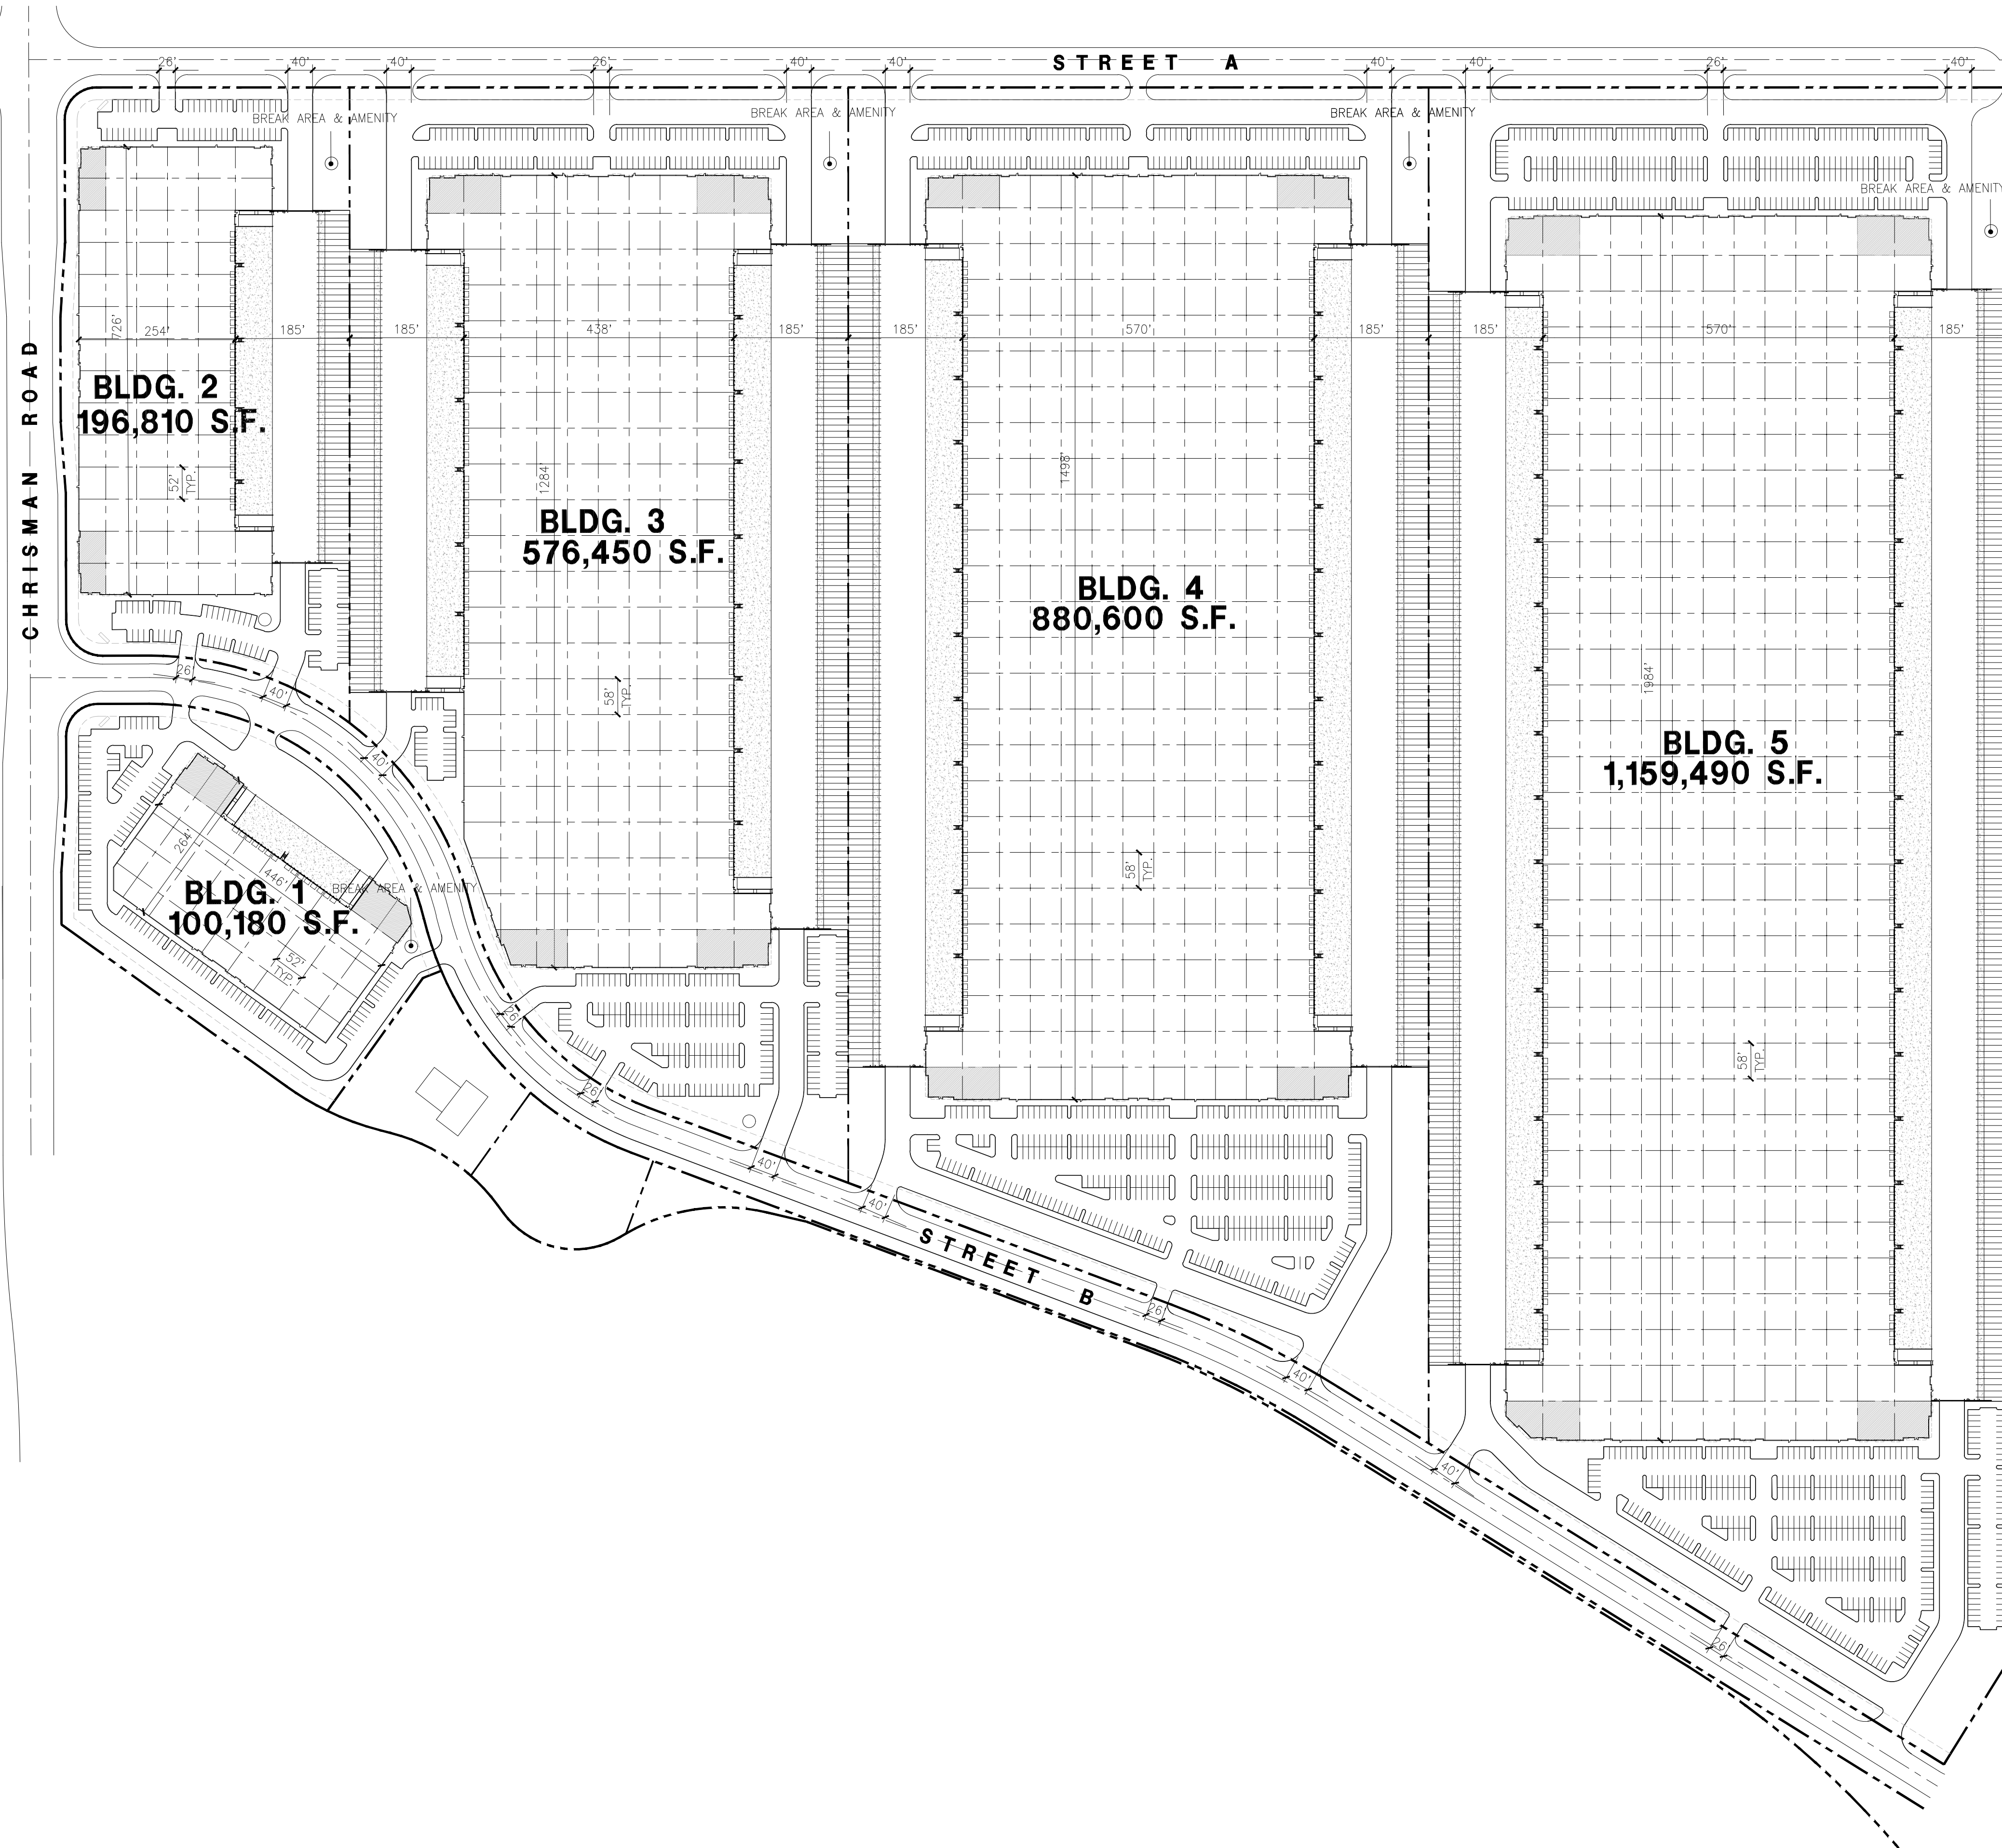 STREET A
26'
40'
40'
26'
40'
40'
40'
40'
26'
40'
BREAK AREA & AMENITY
BREAK AREA & AMENITY
BREAK AREA & AMENITY
BREAK AREA & AMENITY
CHRISMAN ROAD
726'
254'
185'
185'
438'
185'
185'
570'
185'
185'
570'
185'
BLDG. 2
196,810 S.F.
52'
TYP.
1284'
BLDG. 3
576,450 S.F.
58'
TYP.
1498'
BLDG. 4
880,600 S.F.
58'
TYP.
1984'
BLDG. 5
1,159,490 S.F.
58'
TYP.
26'
40'
40'
264'
446'
BREAK AREA & AMENITY
BLDG. 1
100,180 S.F.
52'
TYP.
26'
26'
40'
40'
STREET B
26'
40'
40'
26'